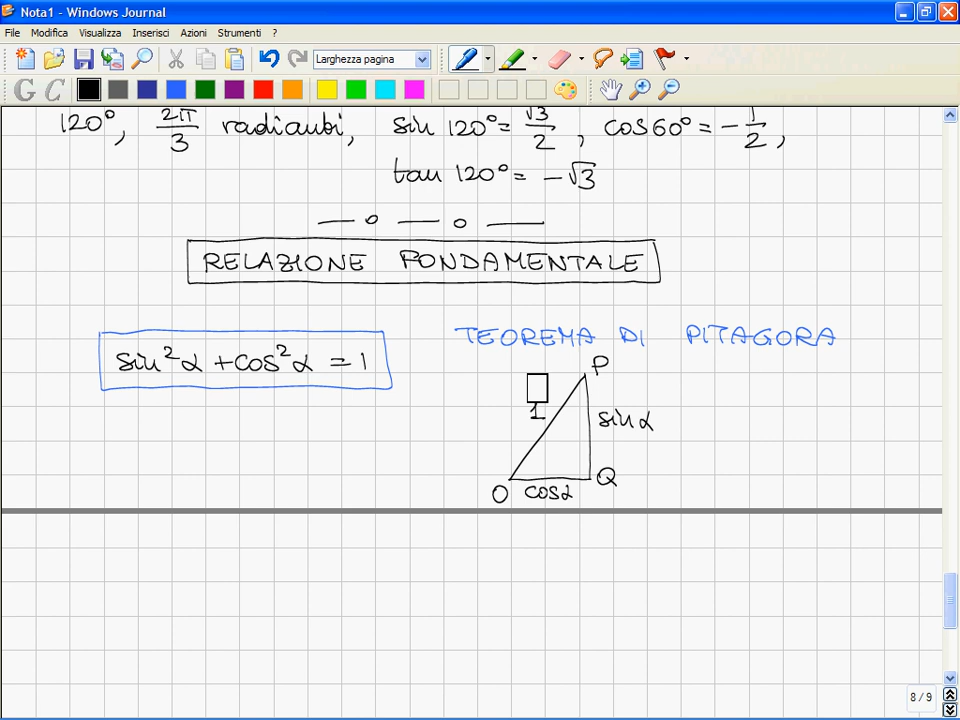 Nota1 - Windows Journal
File Modifica Visualizza Inserisci Azioni Strumenti ?
Larghezza pagina
G C
120°, 2π/3 radianti, sin 120° = √3/2, cos 60° = -1/2,
tan 120° = -√3
RELAZIONE FONDAMENTALE
TEOREMA DI PITAGORA
sin²α + cos²α = 1
P
1
sin α
Q
O cosα
8 / 9